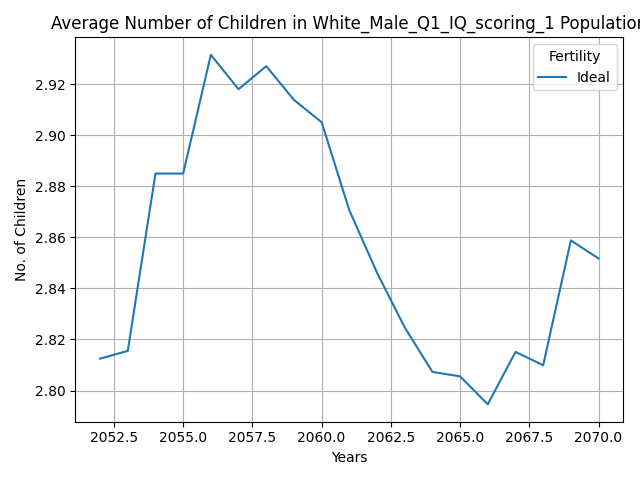 Average Number of Children in White_Male_Q1_IQ_scoring_1 Population
Fertility
Ideal
No. of Children
2.92
2.90
2.88
2.86
2.84
2.82
2.80
2052.5 2055.0 2057.5 2060.0 2062.5 2065.0 2067.5 2070.0
Years